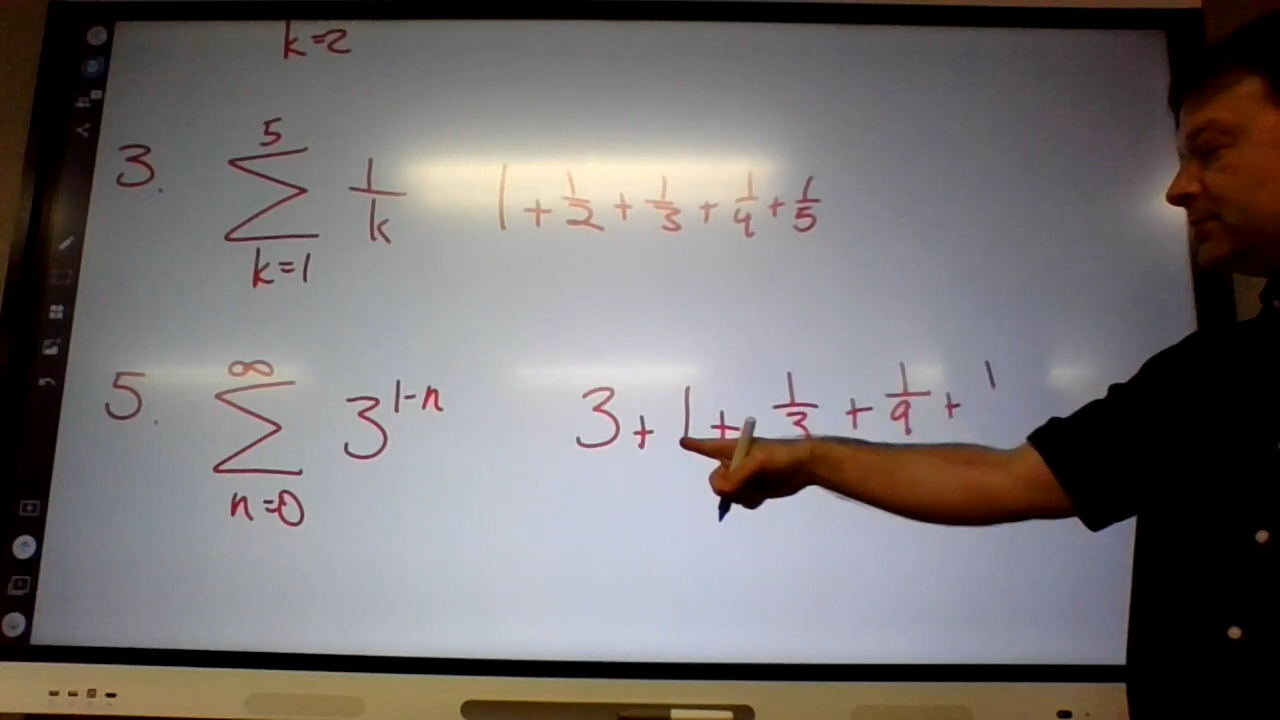 k=2
3. 5 ∑ k=1 1/k 1 + 1/2 + 1/3 + 1/4 + 1/5
5. ∞ ∑ n=0 3^{1-n} 3 + 1 + 1/3 + 1/9 + 1